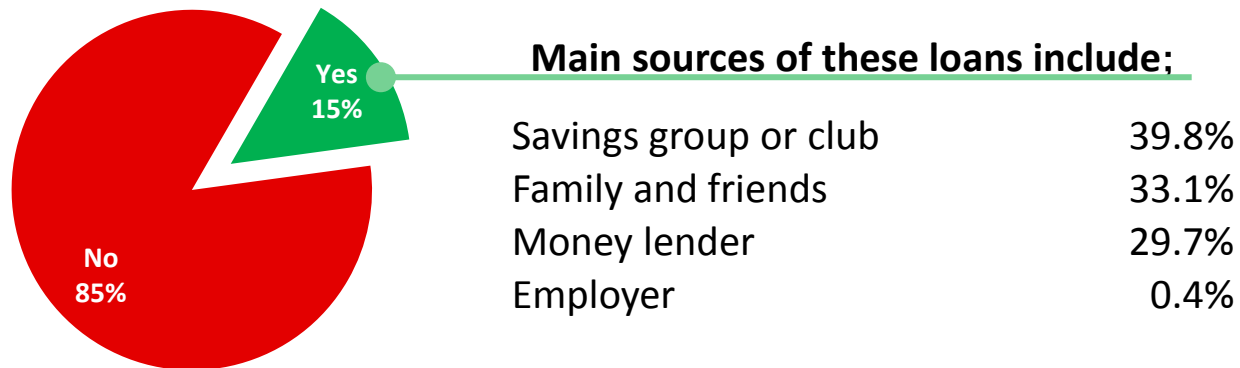 Yes
15%
No
85%
Main sources of these loans include;
Savings group or club 39.8%
Family and friends 33.1%
Money lender 29.7%
Employer 0.4%